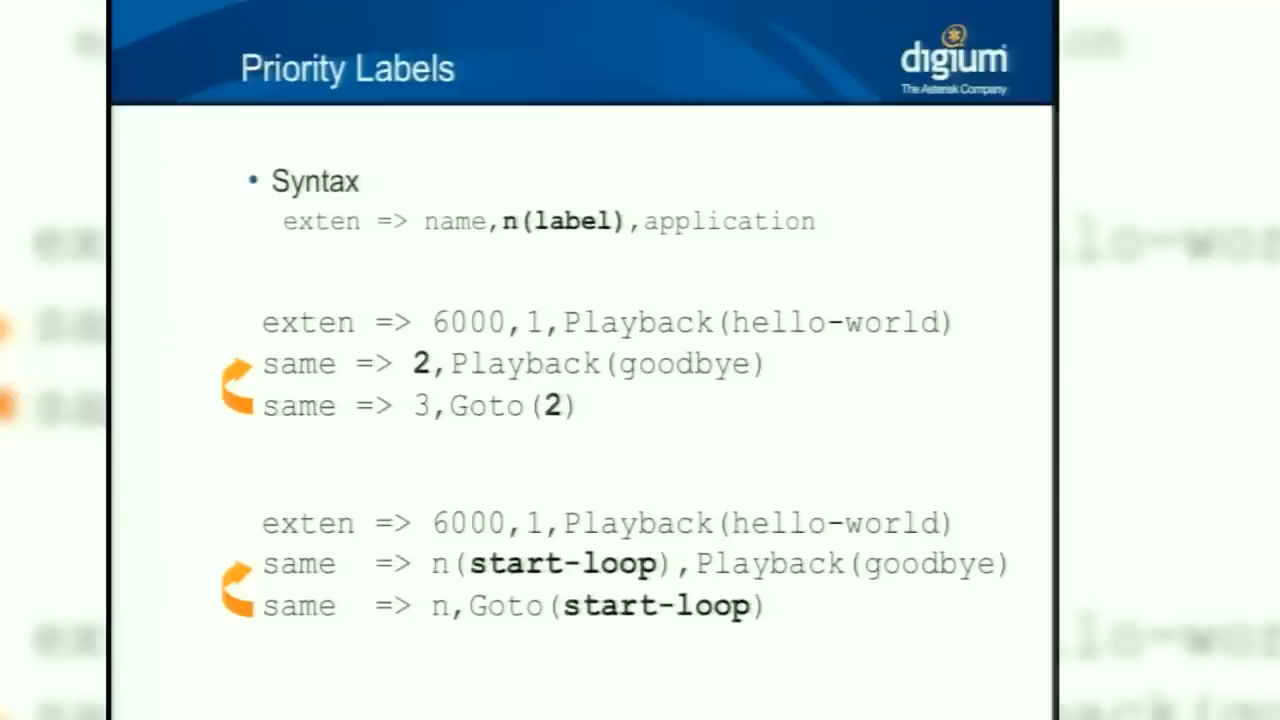 Priority Labels
digium
The Asterisk Company
• Syntax
exten => name,n(label),application
exten => 6000,1,Playback(hello-world)
same => 2,Playback(goodbye)
same => 3,Goto(2)
exten => 6000,1,Playback(hello-world)
same => n(start-loop),Playback(goodbye)
same => n,Goto(start-loop)